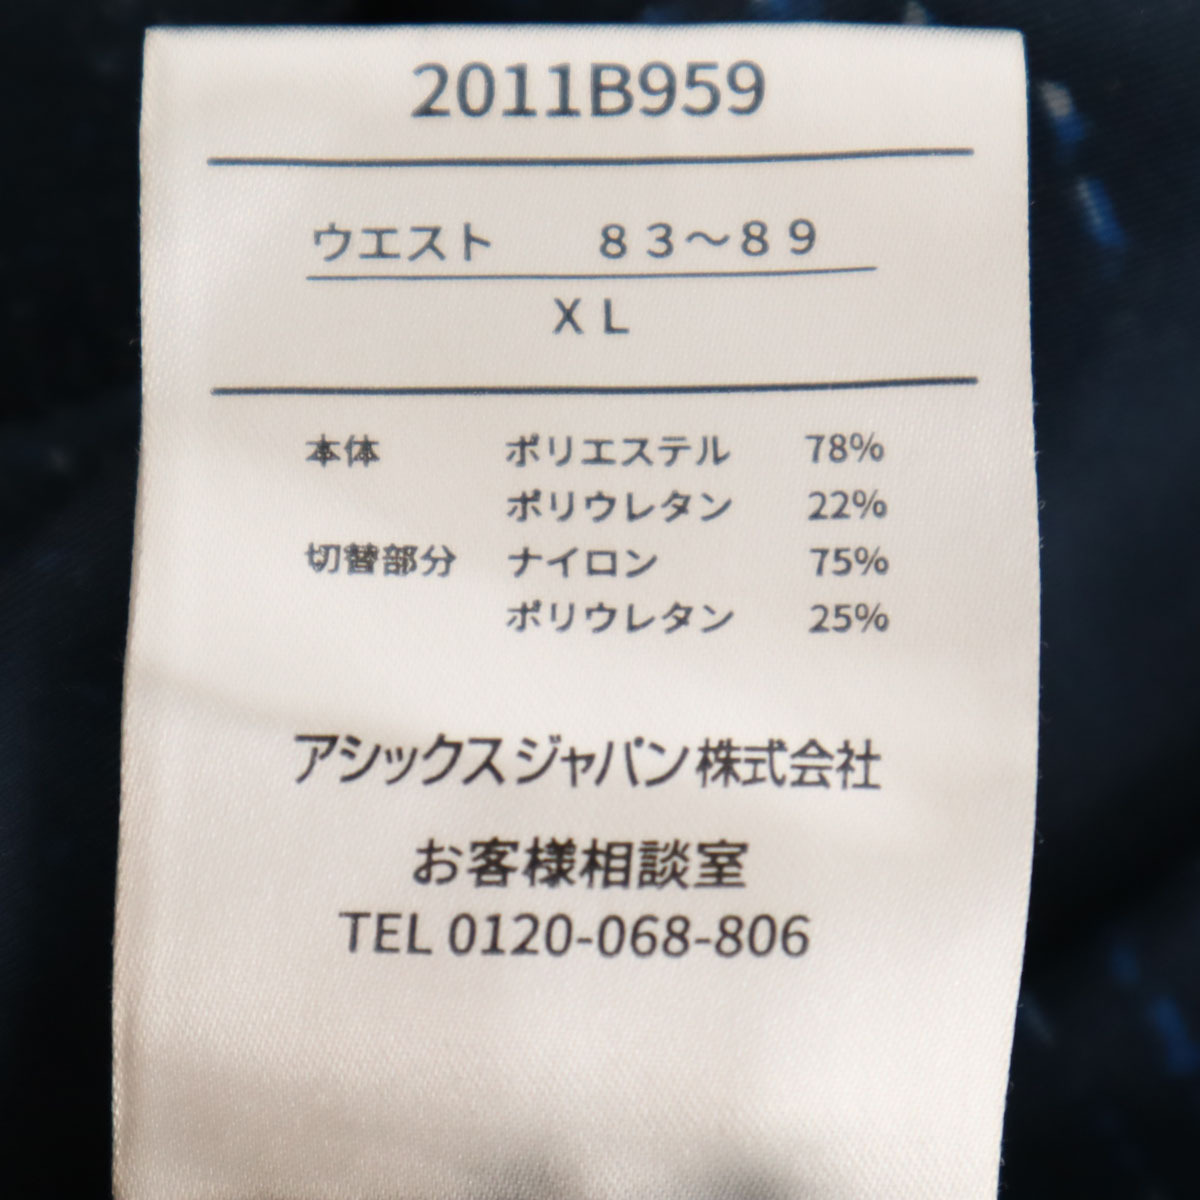 2011B959
ウエスト ８３～８９
ＸＬ
本体 ポリエステル 78%
ポリウレタン 22%
切替部分 ナイロン 75%
ポリウレタン 25%
アシックスジャパン株式会社
お客様相談室
TEL 0120-068-806